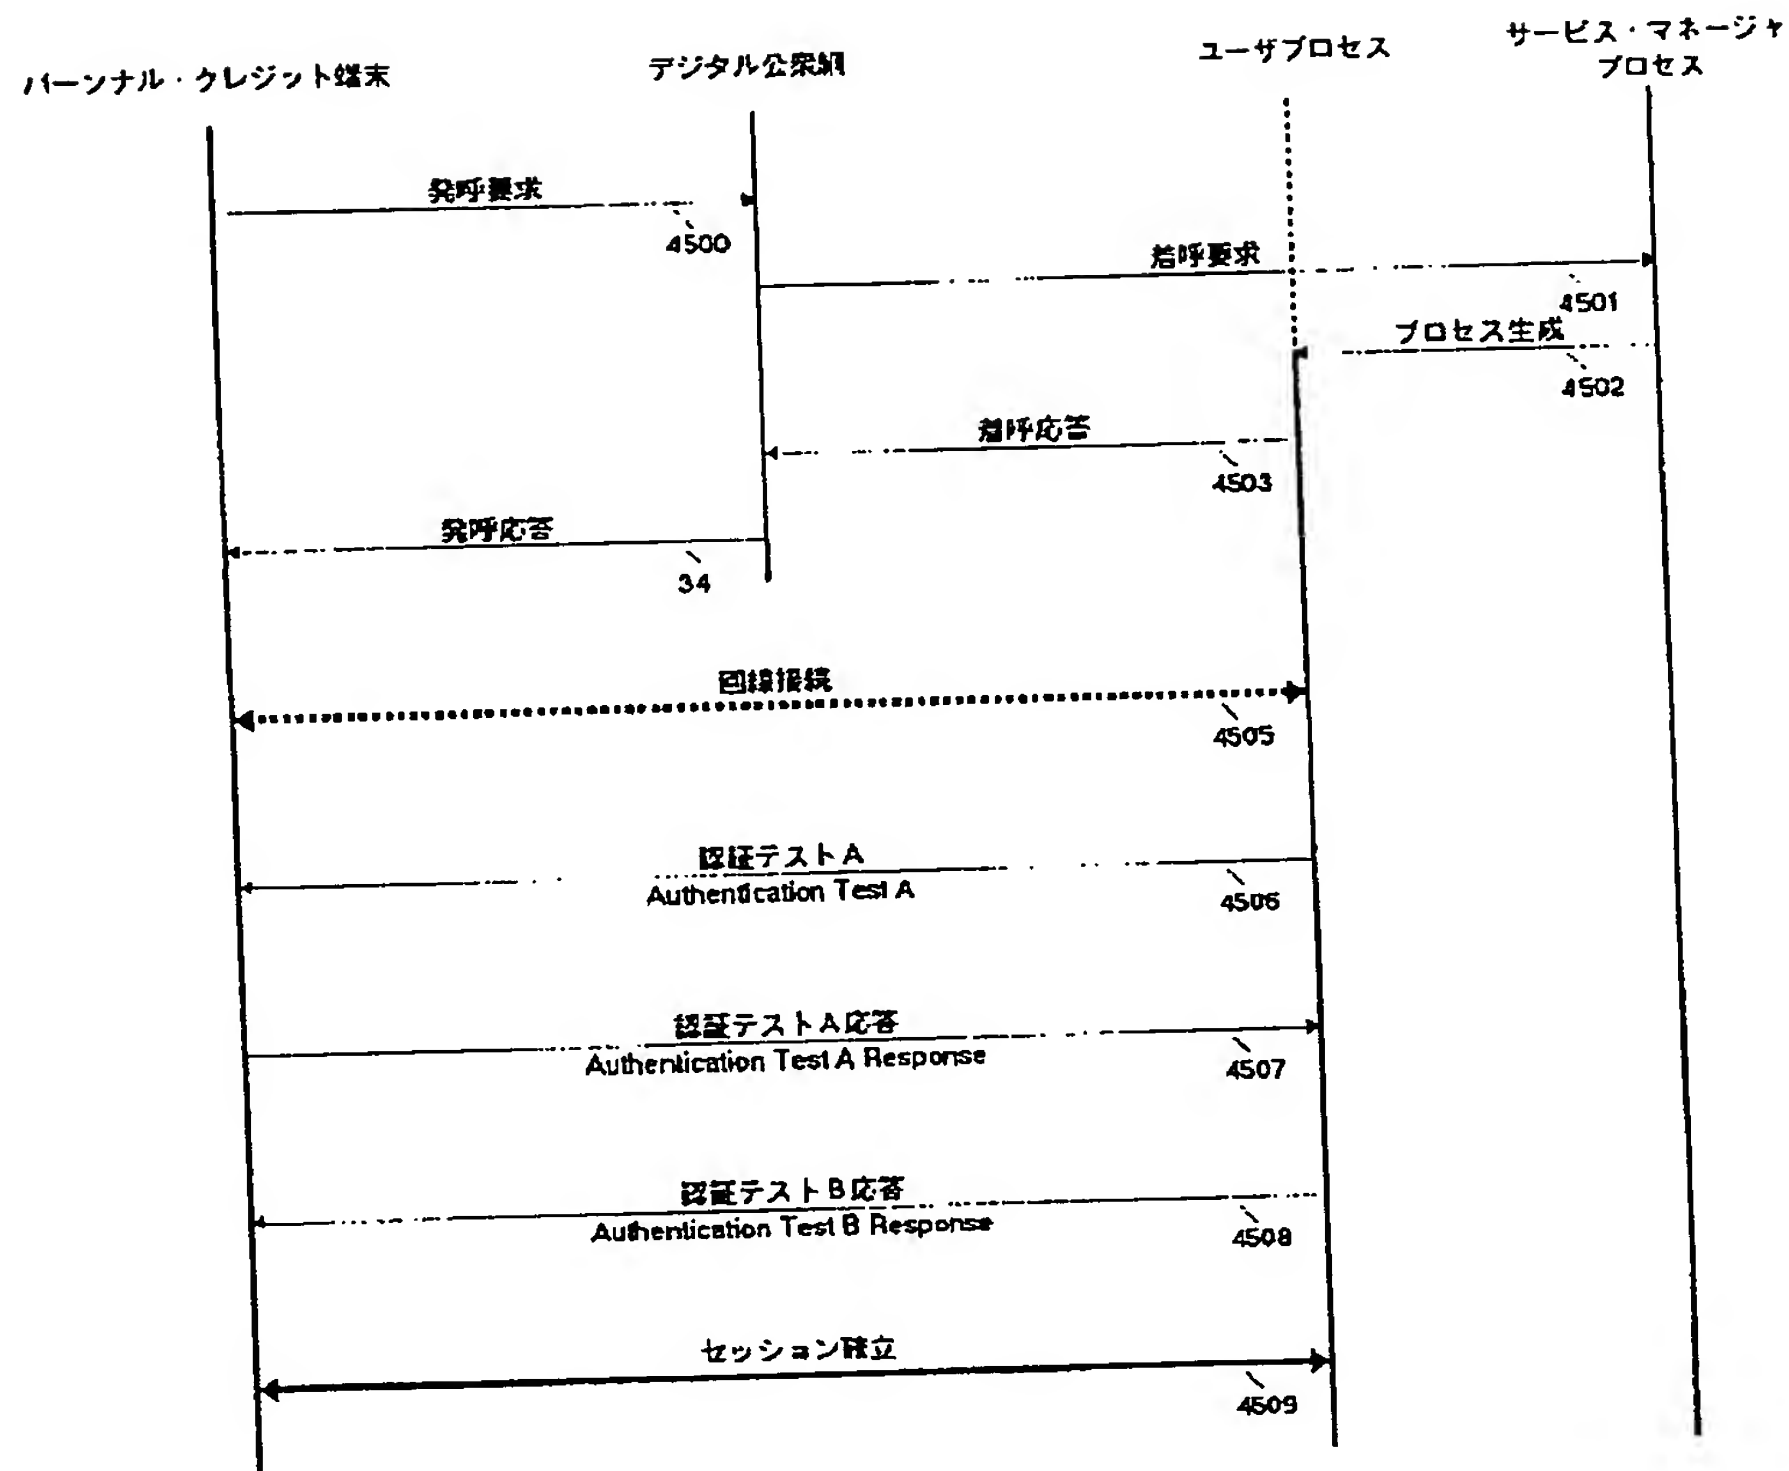 パーソナル・クレジット端末
デジタル公衆網
ユーザプロセス
サービス・マネージャ
プロセス
発呼要求
4500
着呼要求
4501
プロセス生成
4502
着呼応答
4503
発呼応答
34
回線接続
4505
認証テストA
Authentication Test A
4506
認証テストA応答
Authentication Test A Response
4507
認証テストB応答
Authentication Test B Response
4508
セッション確立
4509